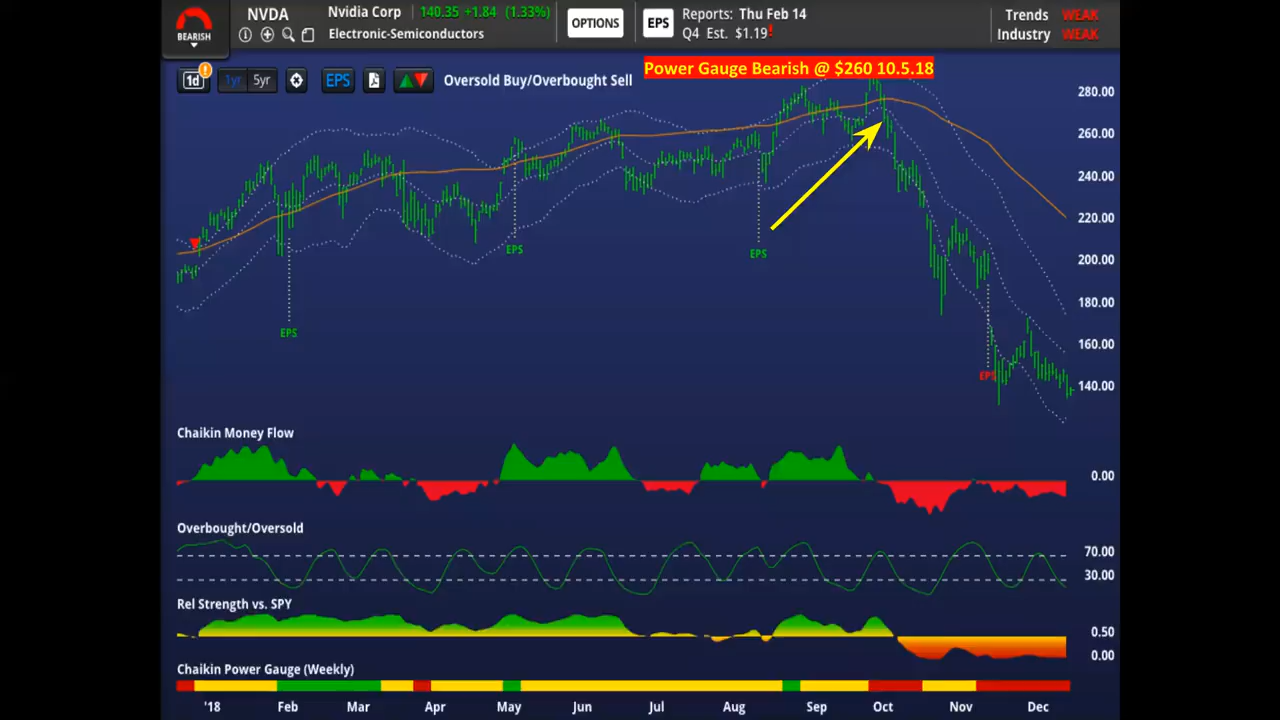 BEARISH
NVDA
Nvidia Corp 140.35 +1.84 (1.33%)
Electronic-Semiconductors
OPTIONS
EPS
Reports: Thu Feb 14
Q4 Est. $1.19!
Trends WEAK
Industry WEAK
1d
1yr 5yr
EPS
Oversold Buy/Overbought Sell
Power Gauge Bearish @ $260 10.5.18
280.00
260.00
240.00
220.00
200.00
180.00
160.00
140.00
EPS
EPS
EPS
EPS
Chaikin Money Flow
0.00
Overbought/Oversold
70.00
30.00
Rel Strength vs. SPY
0.50
0.00
Chaikin Power Gauge (Weekly)
'18 Feb Mar Apr May Jun Jul Aug Sep Oct Nov Dec